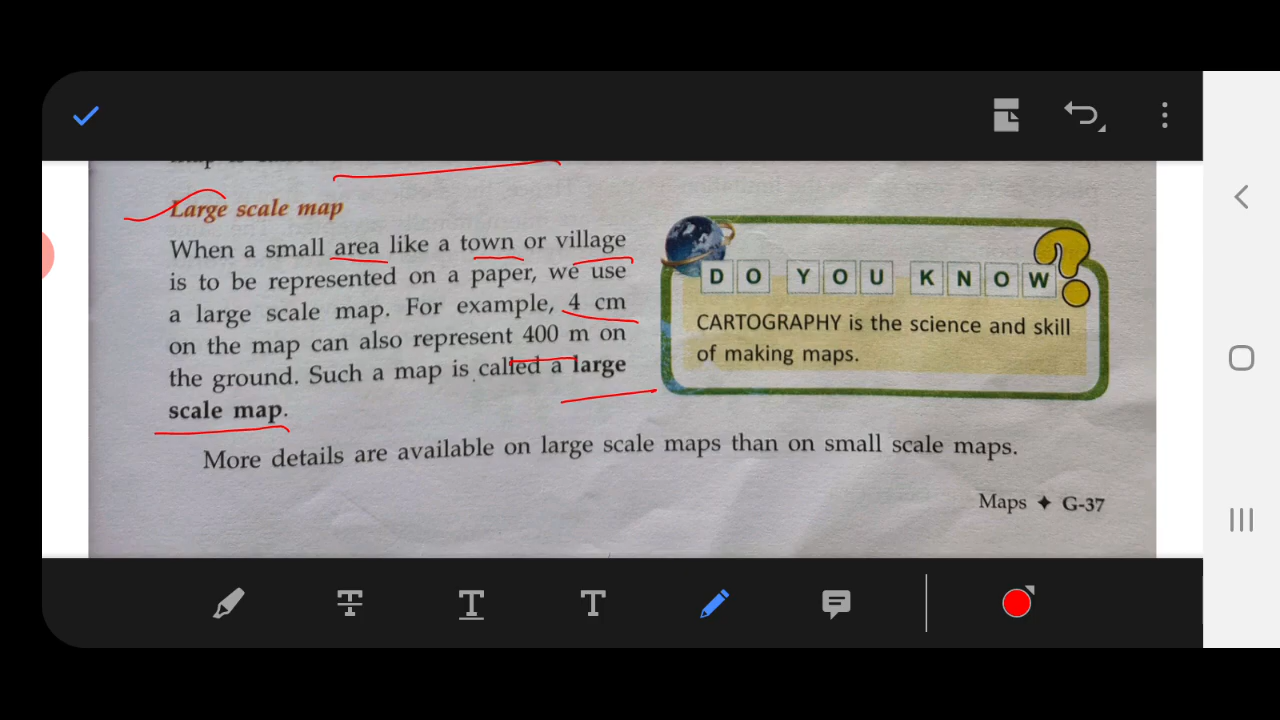 Large scale map
When a small area like a town or village
is to be represented on a paper, we use
a large scale map. For example, 4 cm
on the map can also represent 400 m on
the ground. Such a map is called a large
scale map.
DO YOU KNOW?
CARTOGRAPHY is the science and skill
of making maps.
More details are available on large scale maps than on small scale maps.
Maps ✦ G-37